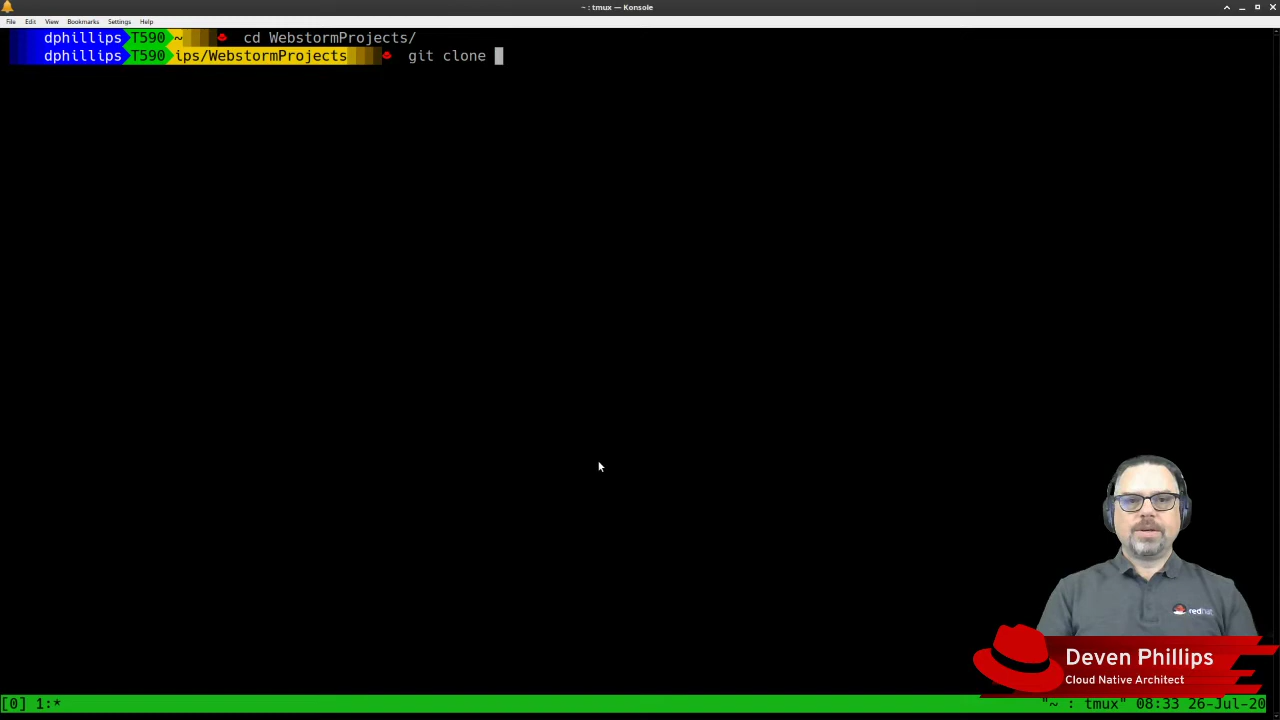 ~ : tmux — Konsole
File Edit View Bookmarks Settings Help
dphillips T590 ~ cd WebstormProjects/
dphillips T590 ips/WebstormProjects git clone
redhat
Deven Phillips
Cloud Native Architect
[0] 1:* "~ : tmux" 08:33 26-Jul-20